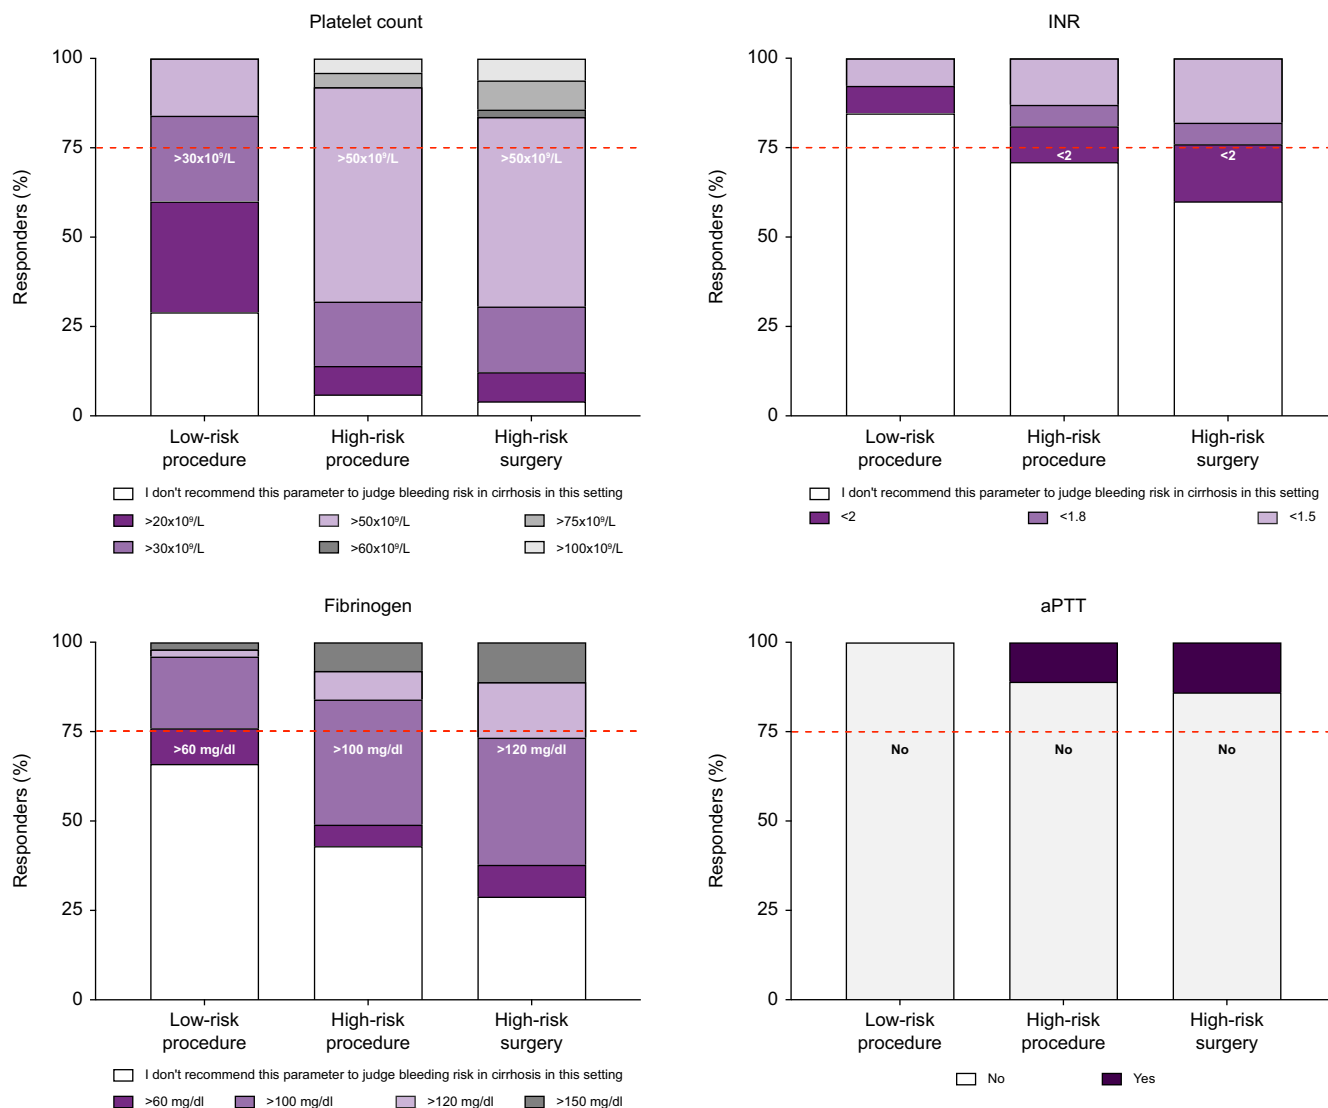 Platelet count
100
75
50
25
0
Responders (%)
>30x10⁹/L
>50x10⁹/L
>50x10⁹/L
Low-risk procedure
High-risk procedure
High-risk surgery
I don't recommend this parameter to judge bleeding risk in cirrhosis in this setting
>20x10⁹/L
>50x10⁹/L
>75x10⁹/L
>30x10⁹/L
>60x10⁹/L
>100x10⁹/L
INR
100
75
50
25
0
Responders (%)
<2
<2
Low-risk procedure
High-risk procedure
High-risk surgery
I don't recommend this parameter to judge bleeding risk in cirrhosis in this setting
<2
<1.8
<1.5
Fibrinogen
100
75
50
25
0
Responders (%)
>60 mg/dl
>100 mg/dl
>120 mg/dl
Low-risk procedure
High-risk procedure
High-risk surgery
I don't recommend this parameter to judge bleeding risk in cirrhosis in this setting
>60 mg/dl
>100 mg/dl
>120 mg/dl
>150 mg/dl
aPTT
100
75
50
25
0
Responders (%)
No
No
No
Low-risk procedure
High-risk procedure
High-risk surgery
No
Yes